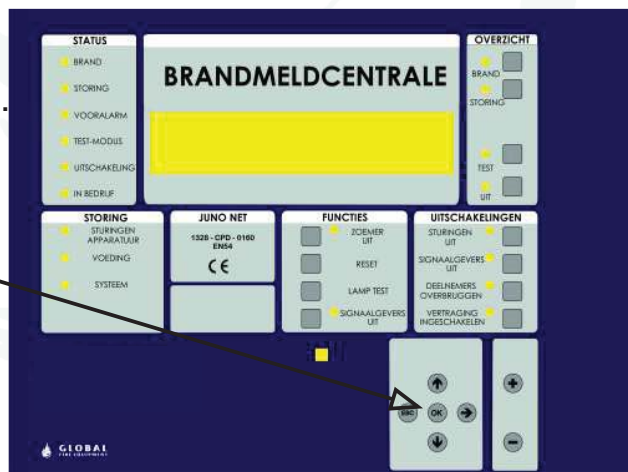 STATUS
BRAND
STORING
VOORALARM
TEST-MODUS
UITSCHAKELING
IN BEDRIJF
BRANDMELDCENTRALE
OVERZICHT
BRAND
STORING
TEST
UIT
STORING
STURINGEN
APPARATUUR
VOEDING
SYSTEEM
JUNO NET
1328 - CPD - 0160
EN54
CE
FUNCTIES
ZOEMER
UIT
RESET
LAMP TEST
SIGNAALGEVERS
UIT
UITSCHAKELINGEN
STURINGEN
UIT
SIGNAALGEVERS
UIT
DEELNEMERS
OVERBRUGGEN
VERTRAGING
INGESCHAKELEN
ESC
OK
+
−
GLOBAL
FIRE EQUIPMENT